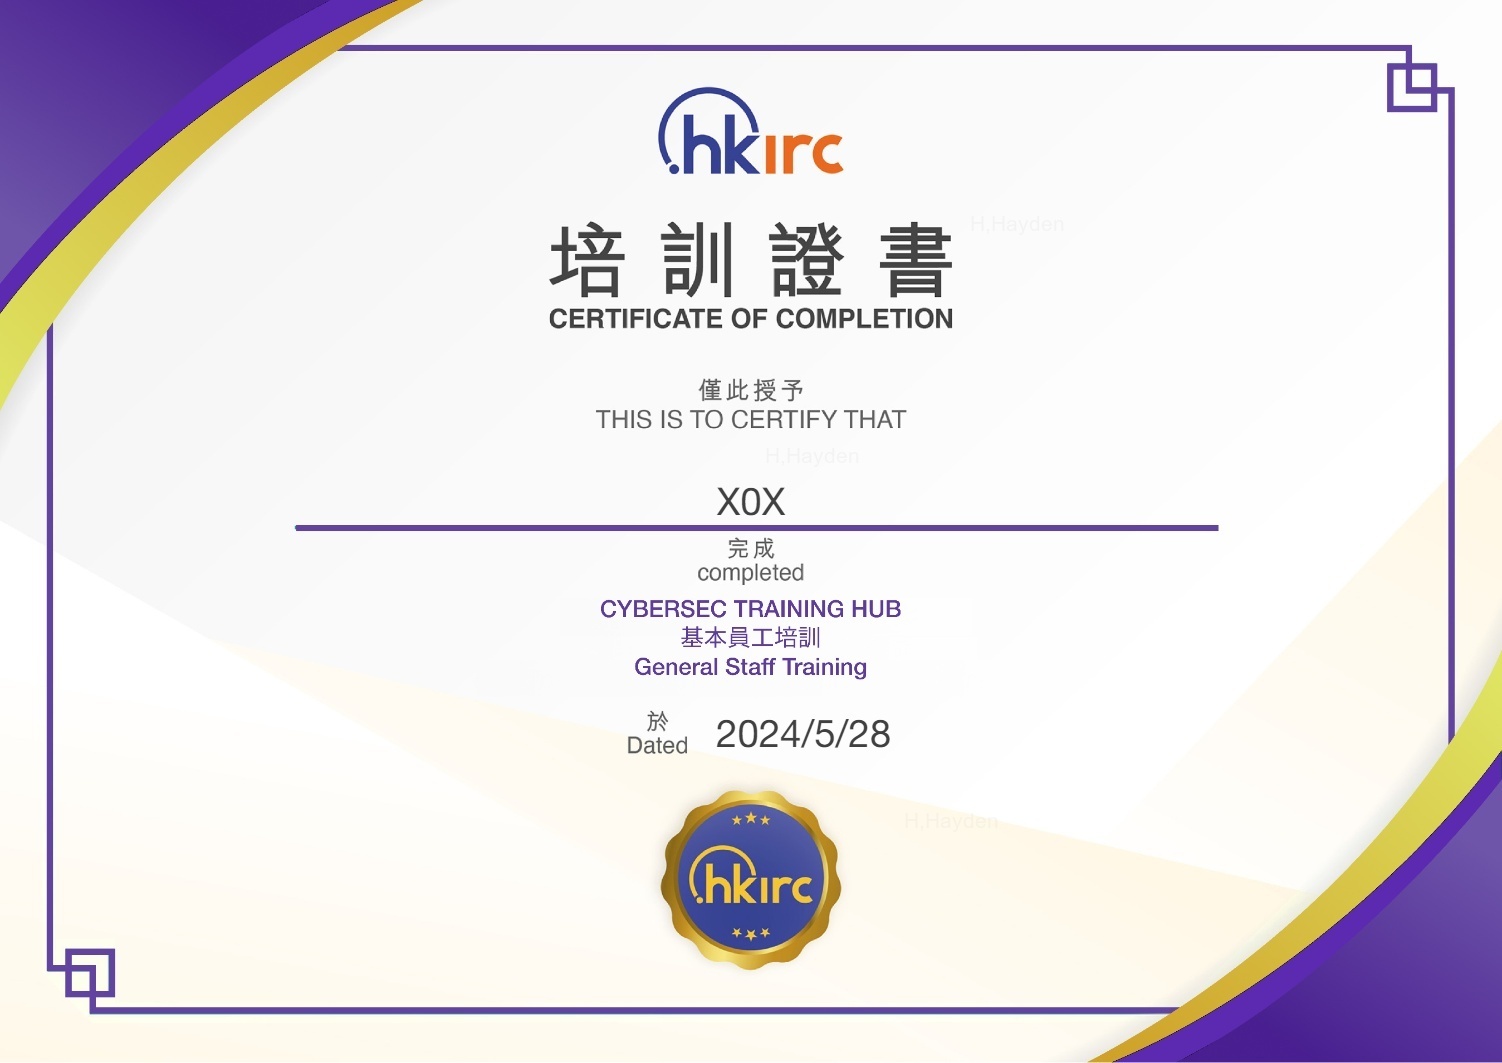 .hkirc
培訓證書
H.Hayden
CERTIFICATE OF COMPLETION
僅此授予
THIS IS TO CERTIFY THAT
H.Hayden
X0X
完成
completed
CYBERSEC TRAINING HUB
基本員工培訓
General Staff Training
於
Dated
2024/5/28
H.Hayden
.hkirc